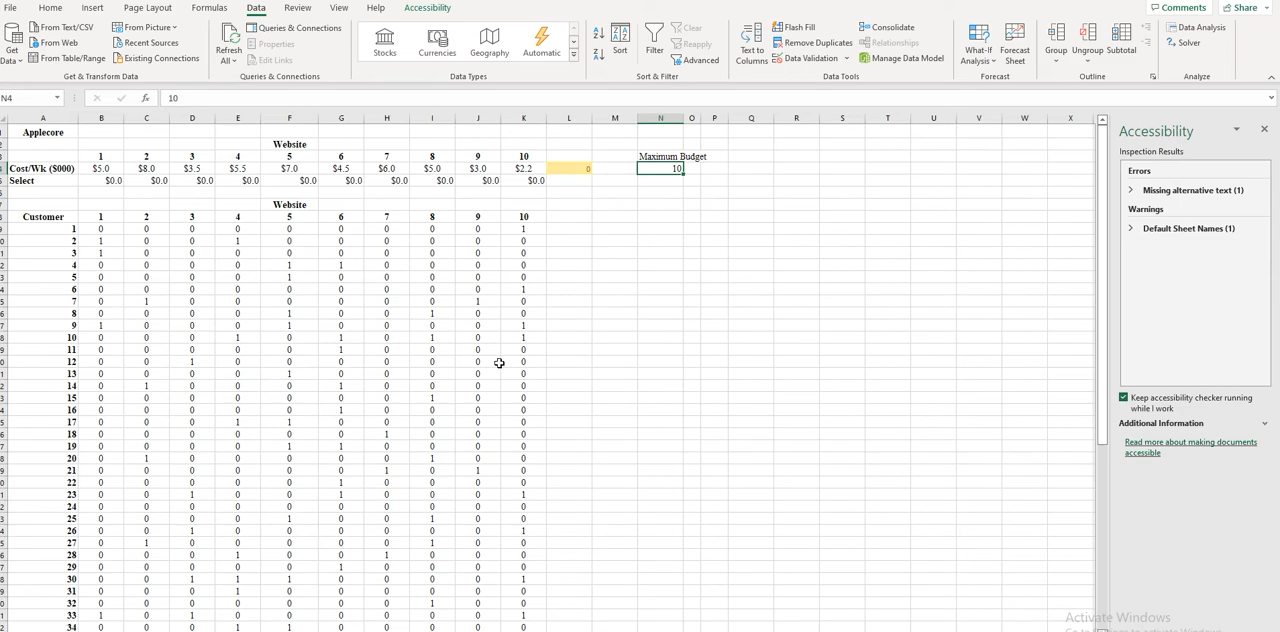 File Home Insert Page Layout Formulas Data Review View Help Accessibility Comments Share
From Text/CSV From Picture Queries & Connections Clear Flash Fill Consolidate Data Analysis
Get From Web Recent Sources Refresh Properties Reapply Text to Remove Duplicates Relationships What-If Forecast Group Ungroup Subtotal Solver
Data From Table/Range Existing Connections All Edit Links Stocks Currencies Geography Automatic Sort Filter Advanced Columns Data Validation Manage Data Model Analysis Sheet
Get & Transform Data Queries & Connections Data Types Sort & Filter Data Tools Forecast Outline Analyze
N4 fx 10
A B C D E F G H I J K L M N O P Q R S T U V W X
Applecore
Website
1 2 3 4 5 6 7 8 9 10 Maximum Budget
Cost/Wk ($000) $5.0 $8.0 $3.5 $5.5 $7.0 $4.5 $6.0 $5.0 $3.0 $2.2 0 10
Select $0.0 $0.0 $0.0 $0.0 $0.0 $0.0 $0.0 $0.0 $0.0 $0.0
Website
Customer 1 2 3 4 5 6 7 8 9 10
1 0 0 0 0 0 0 0 0 0 1
2 1 0 0 1 0 0 0 0 0 0
3 1 0 0 0 0 0 0 0 0 0
4 0 0 0 0 1 1 0 0 0 0
5 0 0 0 0 1 0 0 0 0 0
6 0 0 0 0 0 0 0 0 0 1
7 0 1 0 0 0 0 0 0 1 0
8 0 0 0 0 1 0 0 1 0 0
9 1 0 0 0 1 0 0 0 0 1
10 0 0 0 1 0 1 0 1 0 1
11 0 0 0 0 0 1 0 0 0 0
12 0 0 1 0 0 0 0 0 0 0
13 0 0 0 0 1 0 0 0 0 0
14 0 1 0 0 0 1 0 0 0 0
15 0 0 0 0 0 0 0 1 0 0
16 0 0 0 0 0 1 0 0 0 0
17 0 0 0 1 1 0 0 0 0 0
18 0 0 0 0 0 0 1 0 0 0
19 0 0 0 0 1 1 0 0 0 0
20 0 1 0 0 0 0 0 1 0 0
21 0 0 0 0 0 0 1 0 1 0
22 0 0 0 0 0 1 0 0 0 0
23 0 0 1 0 0 1 0 0 0 1
24 0 0 0 0 0 0 0 0 0 0
25 0 0 0 0 1 0 0 1 0 0
26 0 0 1 0 0 0 0 0 0 1
27 0 1 0 0 0 0 0 1 0 0
28 0 0 0 1 0 0 1 0 0 0
29 0 0 0 0 0 1 0 0 0 0
30 0 0 1 1 1 0 0 0 0 1
31 0 0 0 1 0 0 0 0 0 0
32 0 0 0 0 0 0 0 1 0 0
33 1 0 1 0 0 0 0 0 0 1
34 0 0 0 1 1 0 0 0 0 0
Accessibility
Inspection Results
Errors
Missing alternative text (1)
Warnings
Default Sheet Names (1)
Keep accessibility checker running
while I work
Additional Information
Read more about making documents
accessible
Activate Windows